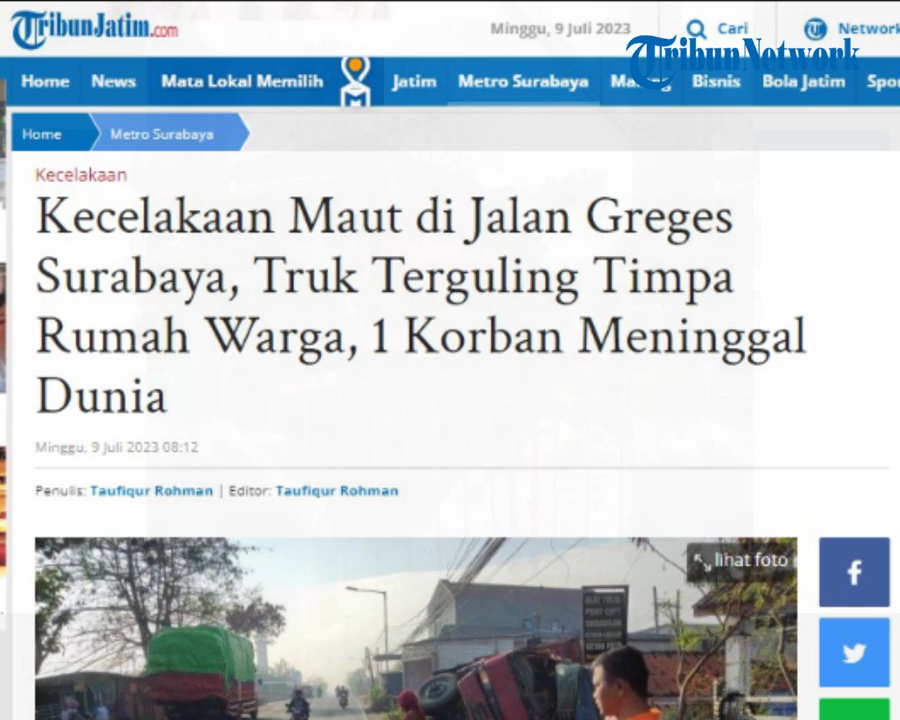 TribunJatim.com
Minggu, 9 Juli 2023
Cari
Network
TribunNetwork
Home News Mata Lokal Memilih Jatim Metro Surabaya Bisnis Bola Jatim
Home Metro Surabaya
Kecelakaan
Kecelakaan Maut di Jalan Greges
Surabaya, Truk Terguling Timpa
Rumah Warga, 1 Korban Meninggal
Dunia
Minggu, 9 Juli 2023 08:12
Penulis: Taufiqur Rohman | Editor: Taufiqur Rohman
lihat foto